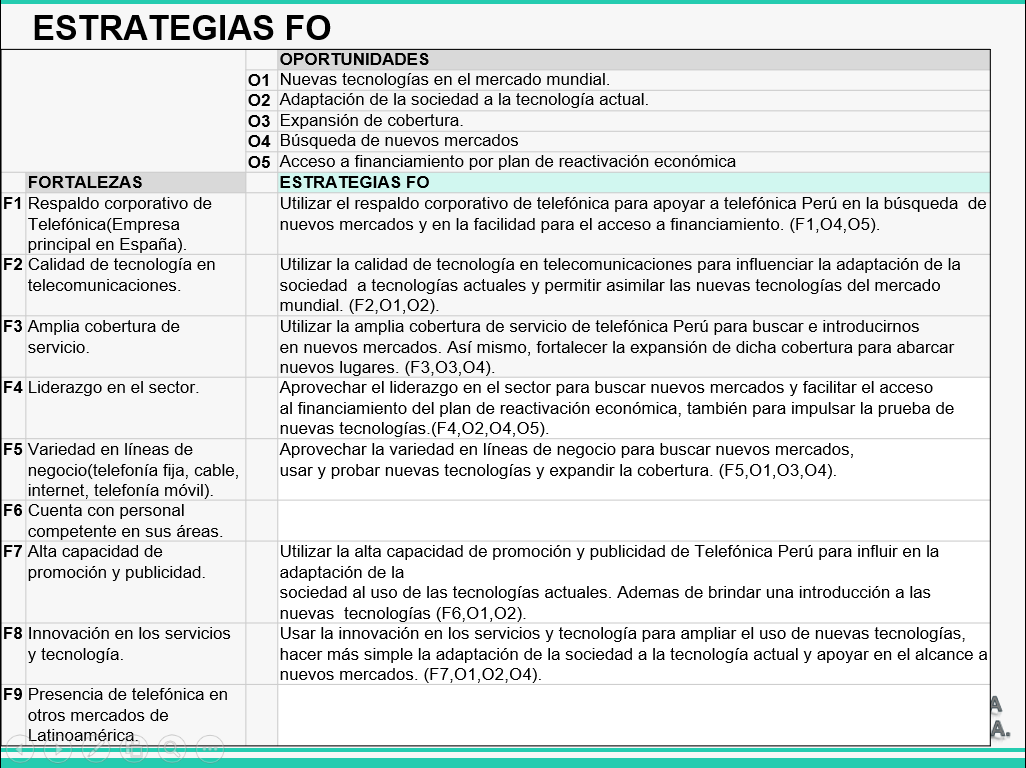 ESTRATEGIAS FO
OPORTUNIDADES
O1 Nuevas tecnologías en el mercado mundial.
O2 Adaptación de la sociedad a la tecnología actual.
O3 Expansión de cobertura.
O4 Búsqueda de nuevos mercados
O5 Acceso a financiamiento por plan de reactivación económica
FORTALEZAS
ESTRATEGIAS FO
F1 Respaldo corporativo de
Telefónica(Empresa
principal en España).
Utilizar el respaldo corporativo de telefónica para apoyar a telefónica Perú en la búsqueda  de
nuevos mercados y en la facilidad para el acceso a financiamiento. (F1,O4,O5).
F2 Calidad de tecnología en
telecomunicaciones.
Utilizar la calidad de tecnología en telecomunicaciones para influenciar la adaptación de la
sociedad  a tecnologías actuales y permitir asimilar las nuevas tecnologías del mercado
mundial. (F2,O1,O2).
F3 Amplia cobertura de
servicio.
Utilizar la amplia cobertura de servicio de telefónica Perú para buscar e introducirnos
en nuevos mercados. Así mismo, fortalecer la expansión de dicha cobertura para abarcar
nuevos lugares. (F3,O3,O4).
F4 Liderazgo en el sector.
Aprovechar el liderazgo en el sector para buscar nuevos mercados y facilitar el acceso
al financiamiento del plan de reactivación económica, también para impulsar la prueba de
nuevas tecnologías.(F4,O2,O4,O5).
F5 Variedad en líneas de
negocio(telefonía fija, cable,
internet, telefonía móvil).
Aprovechar la variedad en líneas de negocio para buscar nuevos mercados,
usar y probar nuevas tecnologías y expandir la cobertura. (F5,O1,O3,O4).
F6 Cuenta con personal
competente en sus áreas.
F7 Alta capacidad de
promoción y publicidad.
Utilizar la alta capacidad de promoción y publicidad de Telefónica Perú para influir en la
adaptación de la
sociedad al uso de las tecnologías actuales. Ademas de brindar una introducción a las
nuevas  tecnologías (F6,O1,O2).
F8 Innovación en los servicios
y tecnología.
Usar la innovación en los servicios y tecnología para ampliar el uso de nuevas tecnologías,
hacer más simple la adaptación de la sociedad a la tecnología actual y apoyar en el alcance a
nuevos mercados. (F7,O1,O2,O4).
F9 Presencia de telefónica en
otros mercados de
Latinoamérica.
A
A.